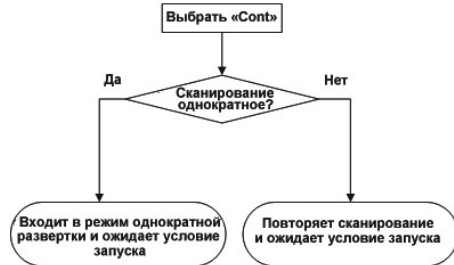 Выбрать «Cont»
Да
Нет
Сканирование
однократное?
Входит в режим однократной
развертки и ожидает условие
запуска
Повторяет сканирование
и ожидает условие запуска